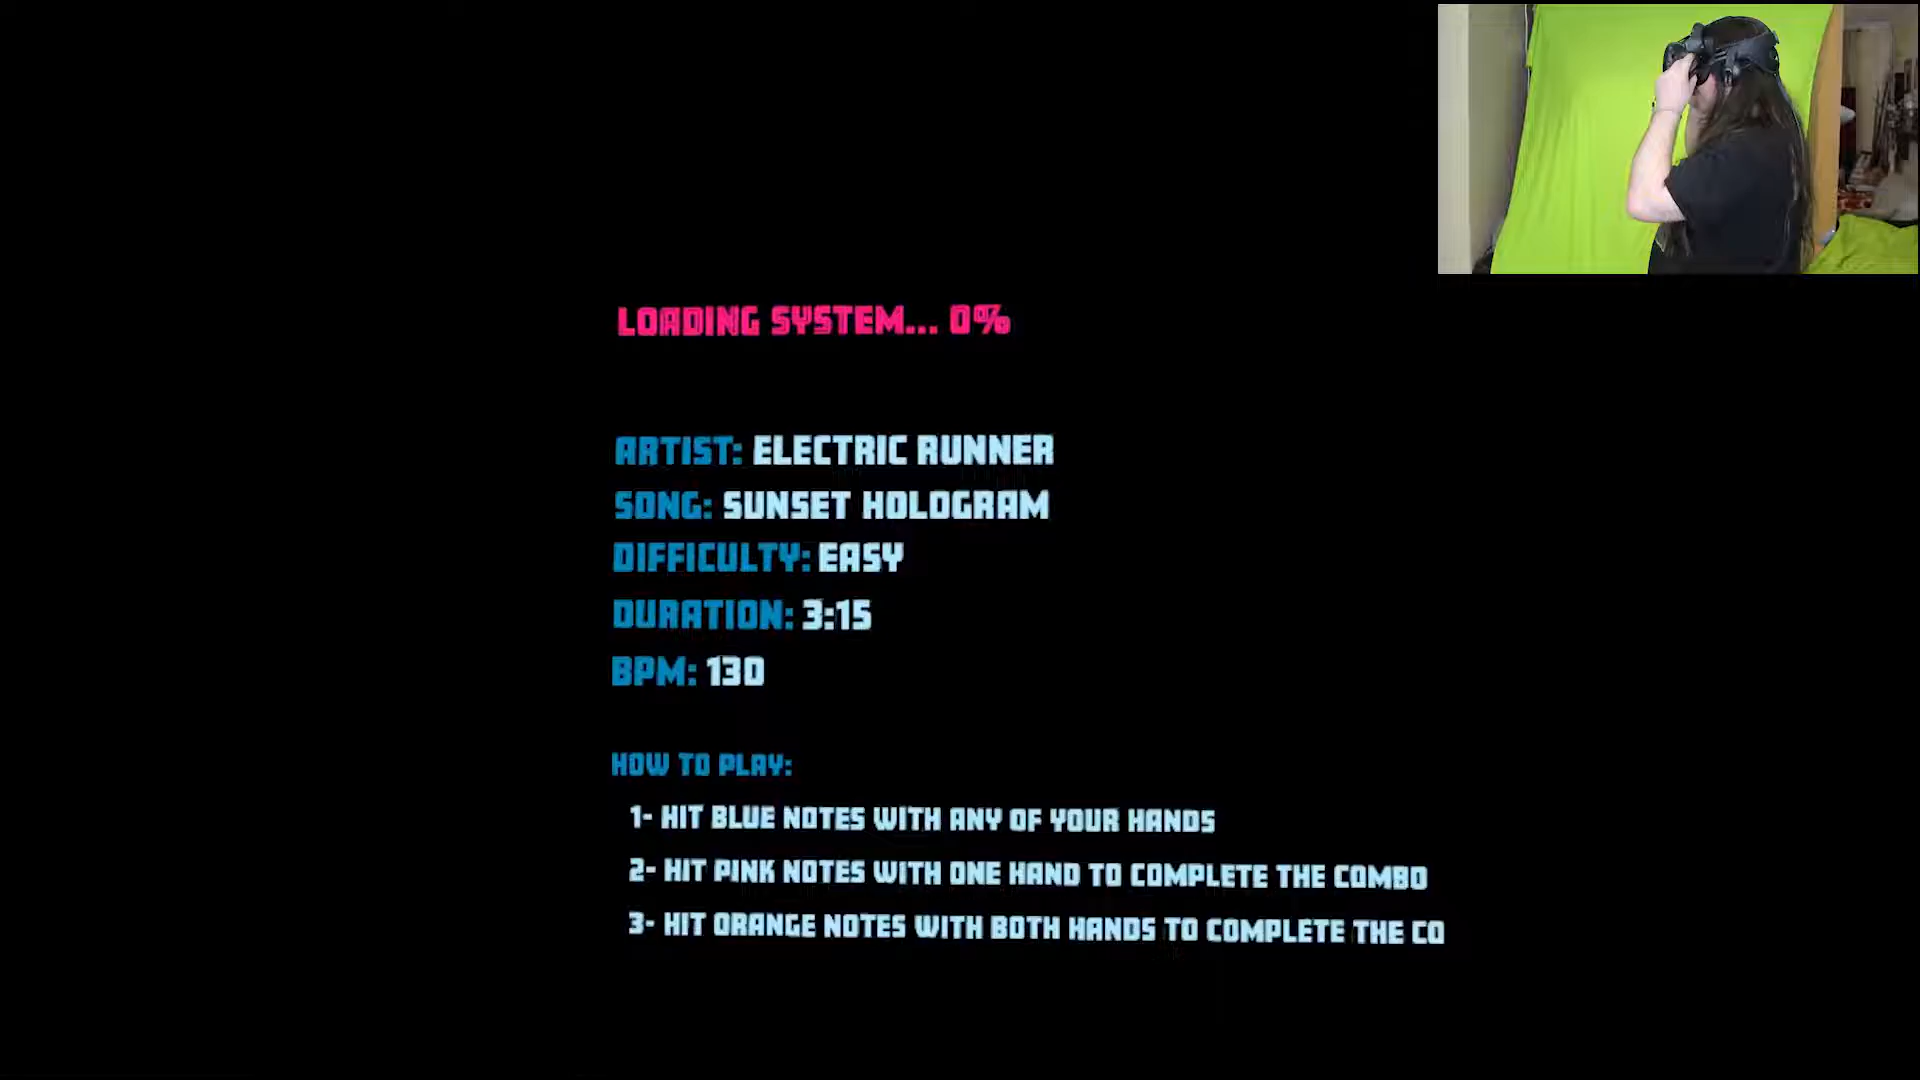 LOADING SYSTEM... 0%
ARTIST: ELECTRIC RUNNER
SONG: SUNSET HOLOGRAM
DIFFICULTY: EASY
DURATION: 3:15
BPM: 130
HOW TO PLAY:
1- HIT BLUE NOTES WITH ANY OF YOUR HANDS
2- HIT PINK NOTES WITH ONE HAND TO COMPLETE THE COMBO
3- HIT ORANGE NOTES WITH BOTH HANDS TO COMPLETE THE CO